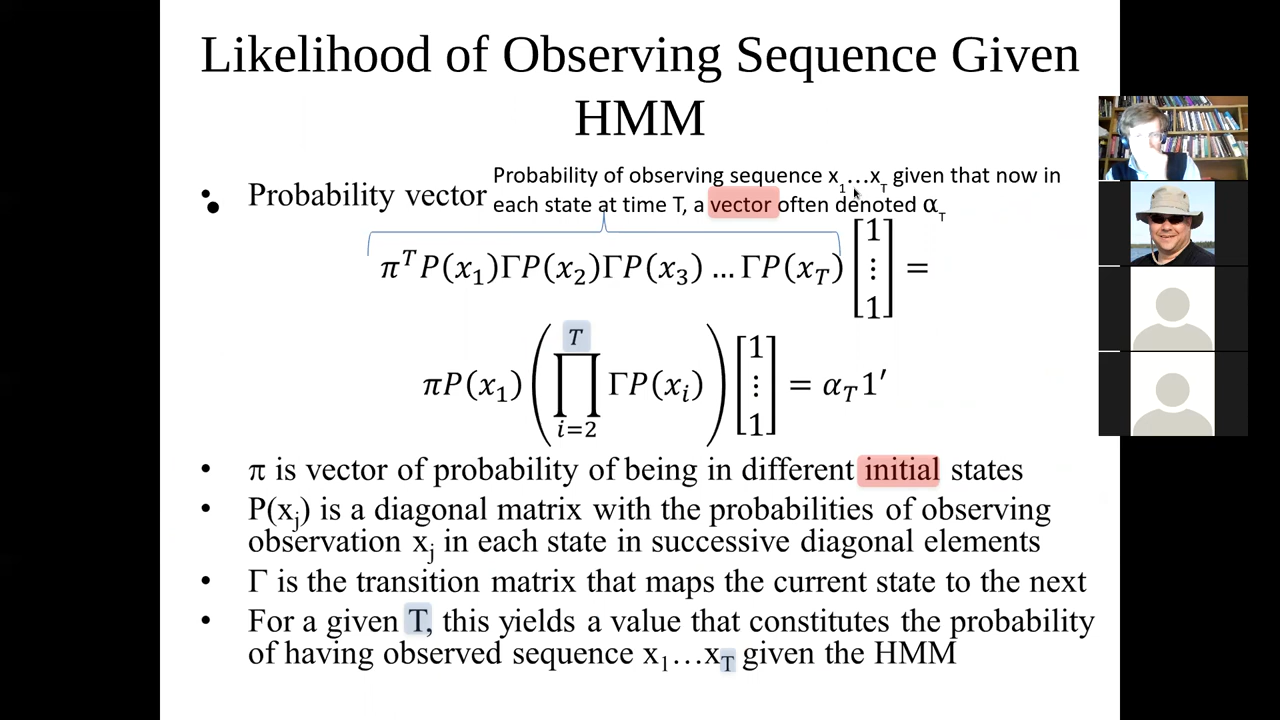 Likelihood of Observing Sequence Given
HMM
• Probability vector
Probability of observing sequence x₁…x_T given that now in
each state at time T, a vector often denoted α_T
•
π^T P(x₁)ΓP(x₂)ΓP(x₃) … ΓP(x_T) [1 ⋮ 1] =
πP(x₁) (∏_{i=2}^{T} ΓP(x_i)) [1 ⋮ 1] = α_T 1′
• π is vector of probability of being in different initial states
• P(x_j) is a diagonal matrix with the probabilities of observing
observation x_j in each state in successive diagonal elements
• Γ is the transition matrix that maps the current state to the next
• For a given T, this yields a value that constitutes the probability
of having observed sequence x₁…x_T given the HMM